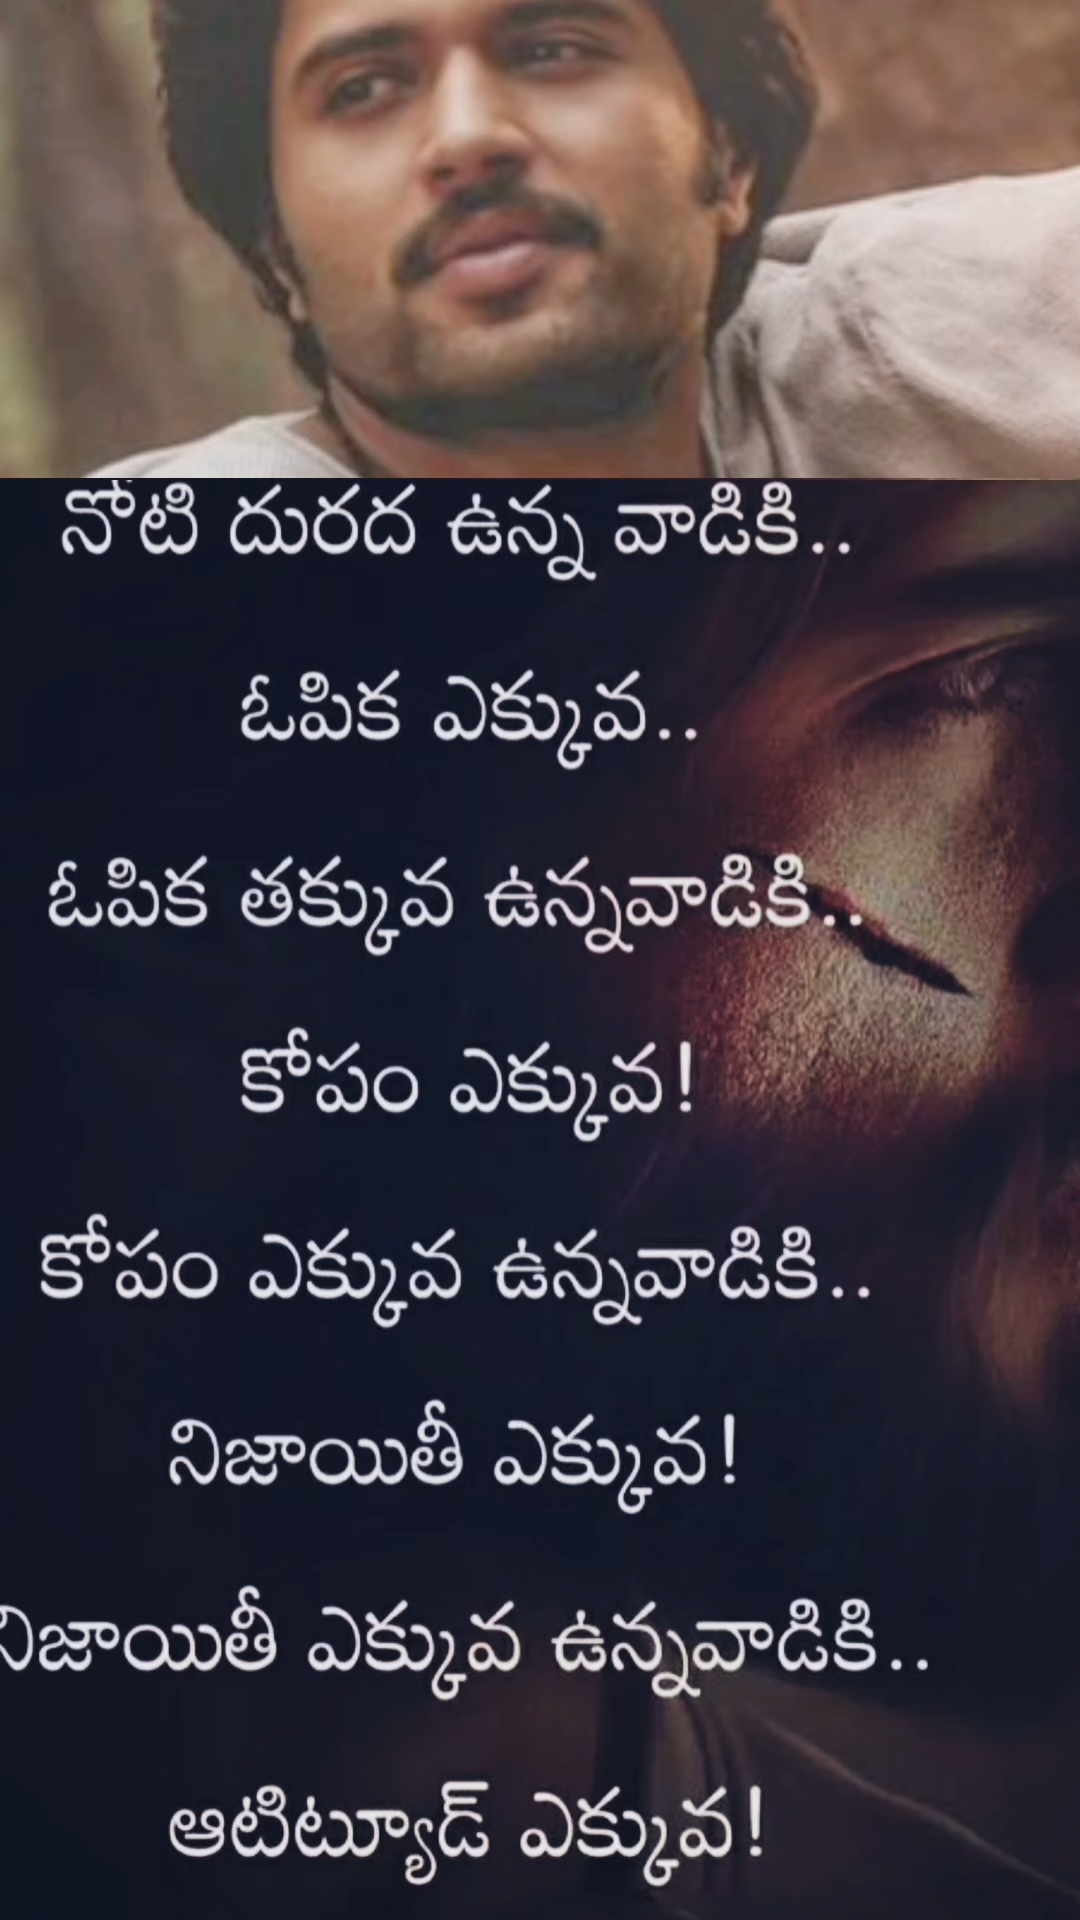 నోటి దురద ఉన్న వాడికి..
ఓపిక ఎక్కువ..
ఓపిక తక్కువ ఉన్నవాడికి..
కోపం ఎక్కువ!
కోపం ఎక్కువ ఉన్నవాడికి..
నిజాయితీ ఎక్కువ!
నిజాయితీ ఎక్కువ ఉన్నవాడికి..
ఆటిట్యూడ్ ఎక్కువ!